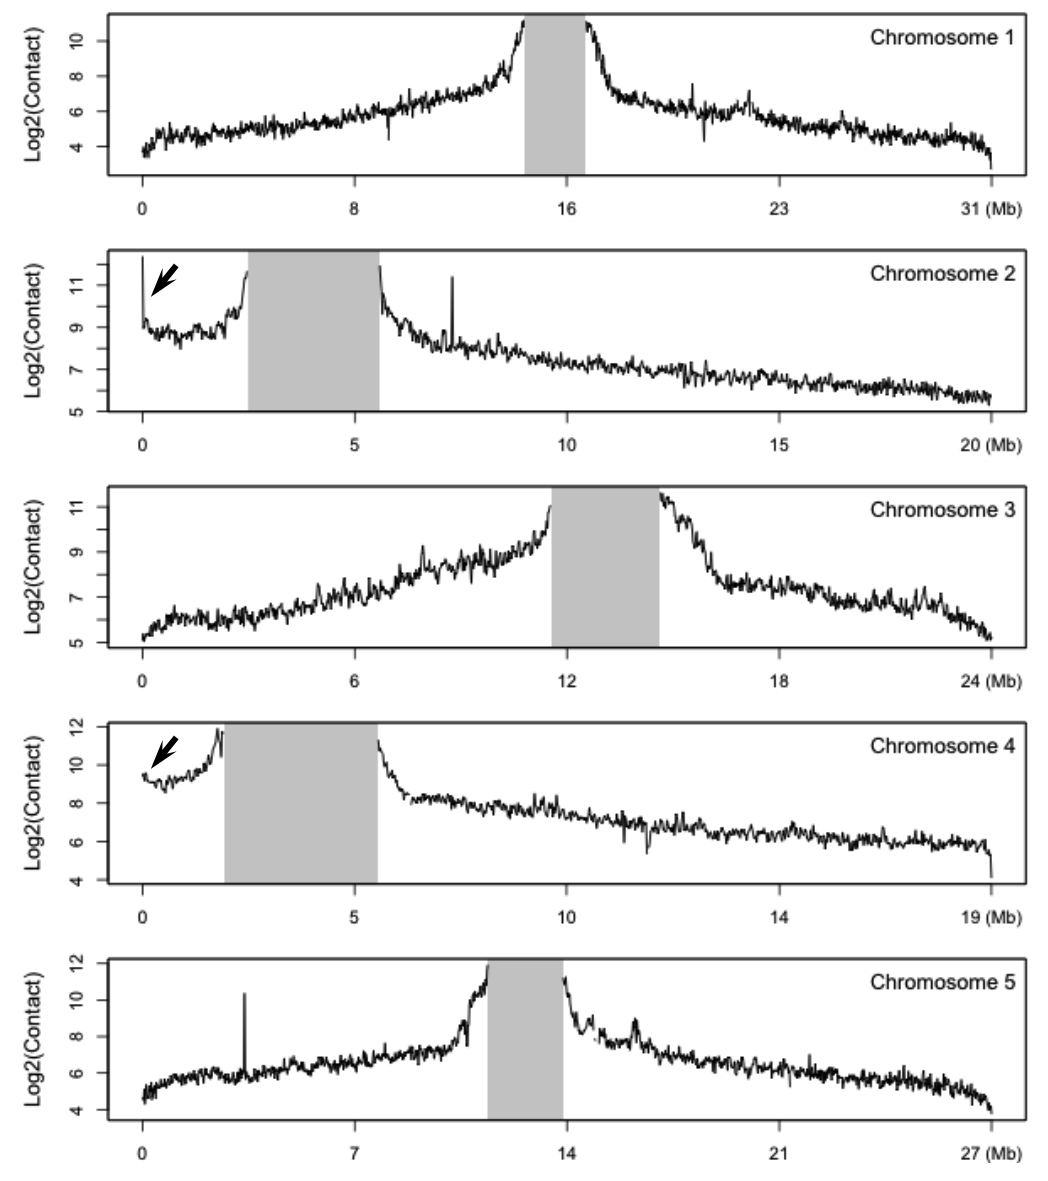 Chromosome 1
Log2(Contact)
10
8
6
4
0 8 16 23 31 (Mb)
Chromosome 2
Log2(Contact)
11
9
7
5
0 5 10 15 20 (Mb)
Chromosome 3
Log2(Contact)
11
9
7
5
0 6 12 18 24 (Mb)
Chromosome 4
Log2(Contact)
12
10
8
6
4
0 5 10 14 19 (Mb)
Chromosome 5
Log2(Contact)
12
10
8
6
4
0 7 14 21 27 (Mb)